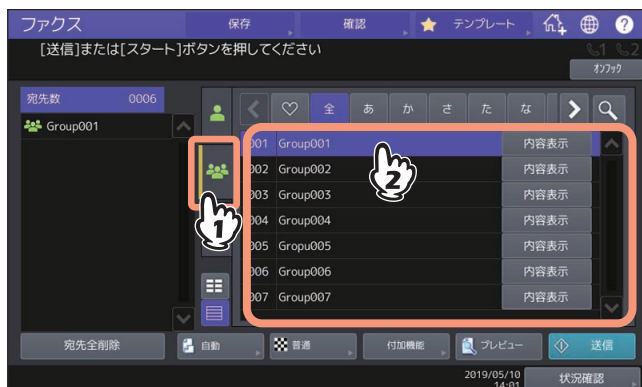 ファクス 保存 確認 テンプレート ?
[送信]または[スタート]ボタンを押してください 1 2
オンフック
宛先数 0006
Group001
全 あ か さ た な
001 Group001 内容表示
002 Group002 内容表示
003 Group003 内容表示
004 Group004 内容表示
005 Gropu005 内容表示
006 Group006 内容表示
007 Group007 内容表示
1
2
宛先全削除 自動 普通 付加機能 プレビュー 送信
2019/05/10
14:01
状況確認